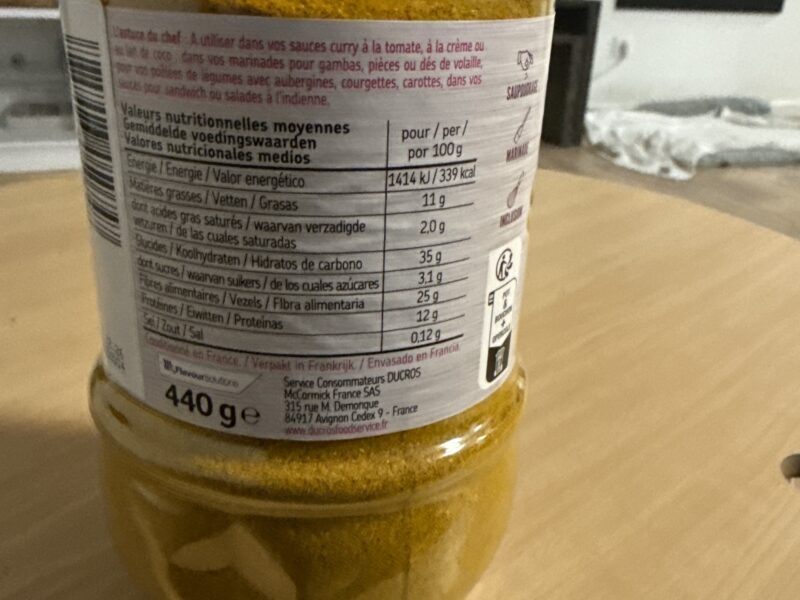 L'astuce du chef : A utiliser dans vos sauces curry à la tomate, à la crème ou
au lait de coco ; dans vos marinades pour gambas, pièces ou dés de volaille,
pour vos poêlées de légumes avec aubergines, courgettes, carottes, dans vos
sauces pour sandwich ou salades à l'indienne.
SAUPOUDRAGE
MARINADE
INCLUSION
Valeurs nutritionnelles moyennes
Gemiddelde voedingswaarden
Valores nutricionales medios
pour / per /
por 100 g
Énergie / Energie / Valor energético 1414 kJ / 339 kcal
Matières grasses / Vetten / Grasas 11 g
dont acides gras saturés / waarvan verzadigde
vetzuren / de las cuales saturadas 2,0 g
Glucides / Koolhydraten / Hidratos de carbono 35 g
dont sucres / waarvan suikers / de los cuales azúcares 3,1 g
Fibres alimentaires / Vezels / Fibra alimentaria 25 g
Protéines / Eiwitten / Proteínas 12 g
Sel / Zout / Sal 0,12 g
Conditionné en France. / Verpakt in Frankrijk. / Envasado en Francia.
FlavourSolutions
440 g e
Service Consommateurs DUCROS
McCormick France SAS
315 rue M. Demonque
84917 Avignon Cedex 9 - France
www.ducrosfoodservice.fr